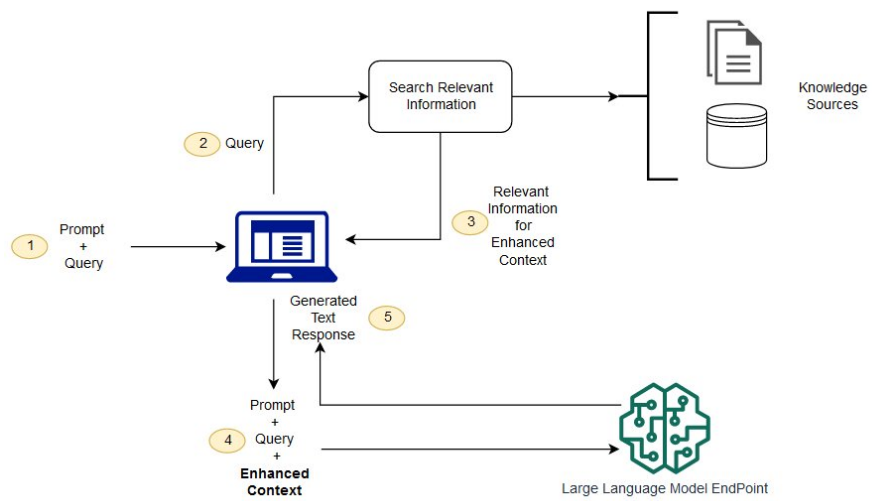 Search Relevant
Information
Knowledge
Sources
2
Query
Relevant
Information
for
Enhanced
Context
3
1
Prompt
+
Query
Generated
Text
Response
5
Prompt
+
Query
+
Enhanced
Context
4
Large Language Model EndPoint